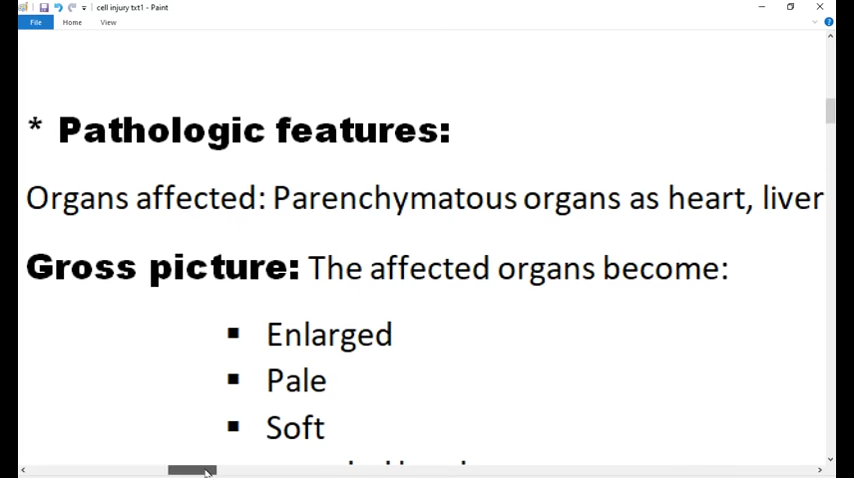 cell injury txt1 - Paint
File Home View
* Pathologic features:
Organs affected: Parenchymatous organs as heart, liver
Gross picture: The affected organs become:
▪ Enlarged
▪ Pale
▪ Soft